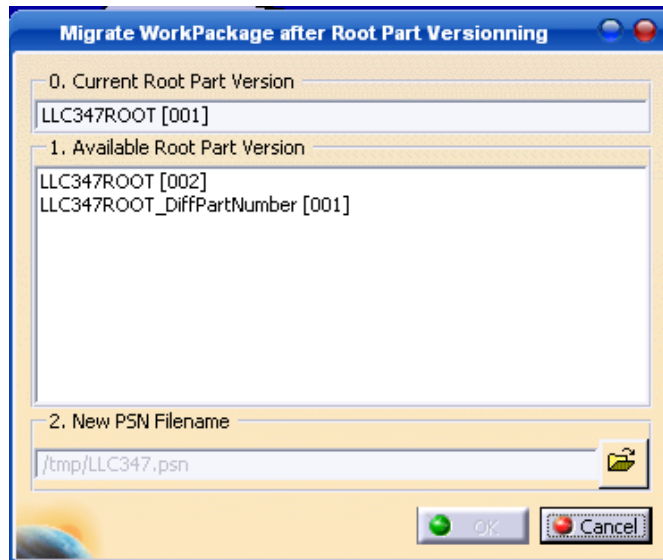 Migrate WorkPackage after Root Part Versionning
0. Current Root Part Version
LLC347ROOT [001]
1. Available Root Part Version
LLC347ROOT [002]
LLC347ROOT_DiffPartNumber [001]
2. New PSN Filename
/tmp/LLC347.psn
OK
Cancel